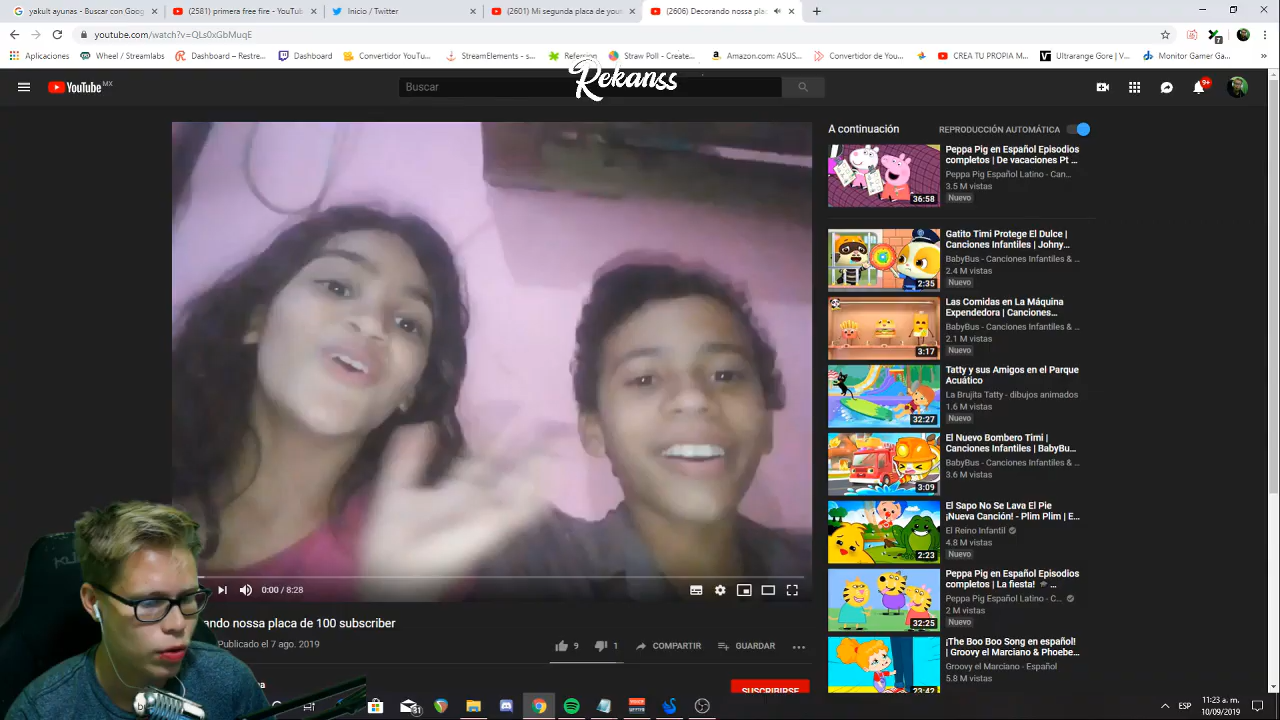 yakult ayunas - Buscar con Goog
(2581) primera free fire - YouTub
Inicio / Twitter
(2601) Mi segunda placa de yout
(2606) Decorando nossa pla
youtube.com/watch?v=QLs0xGbMuqE
Aplicaciones
Wheel / Streamlabs
Dashboard – Restre...
Dashboard
Convertidor YouTu...
StreamElements - s...
Referrion
Straw Poll - Create...
Amazon.com: ASUS...
Convertidor de You...
CREA TU PROPIA M...
Ultrarange Gore | V...
Monitor Gamer Ga...
Rekanss
YouTube MX
Buscar
9+
A continuación
REPRODUCCIÓN AUTOMÁTICA
Peppa Pig en Español Episodios
completos | De vacaciones Pt ...
Peppa Pig Español Latino - Can...
3.5 M vistas
Nuevo
36:58
Gatito Timi Protege El Dulce |
Canciones Infantiles | Johny...
BabyBus - Canciones Infantiles & ...
2.4 M vistas
Nuevo
2:35
Las Comidas en La Máquina
Expendedora | Canciones...
BabyBus - Canciones Infantiles & ...
2.1 M vistas
Nuevo
3:17
Tatty y sus Amigos en el Parque
Acuático
La Brujita Tatty - dibujos animados
1.6 M vistas
Nuevo
32:27
El Nuevo Bombero Timi |
Canciones Infantiles | BabyBu...
BabyBus - Canciones Infantiles & ...
3.6 M vistas
3:09
El Sapo No Se Lava El Pie
¡Nueva Canción! - Plim Plim | E...
El Reino Infantil
4.8 M vistas
Nuevo
2:23
Peppa Pig en Español Episodios
completos | La fiesta! ...
Peppa Pig Español Latino - C...
2 M vistas
Nuevo
32:25
¡The Boo Boo Song en español!
| Groovy el Marciano & Phoebe...
Groovy el Marciano - Español
5.8 M vistas
23:42
0:00 / 8:28
ndo nossa placa de 100 subscriber
Publicado el 7 ago. 2019
9
1
COMPARTIR
GUARDAR
SUSCRIBIRSE
ESP
11:23 a. m.
10/09/2019